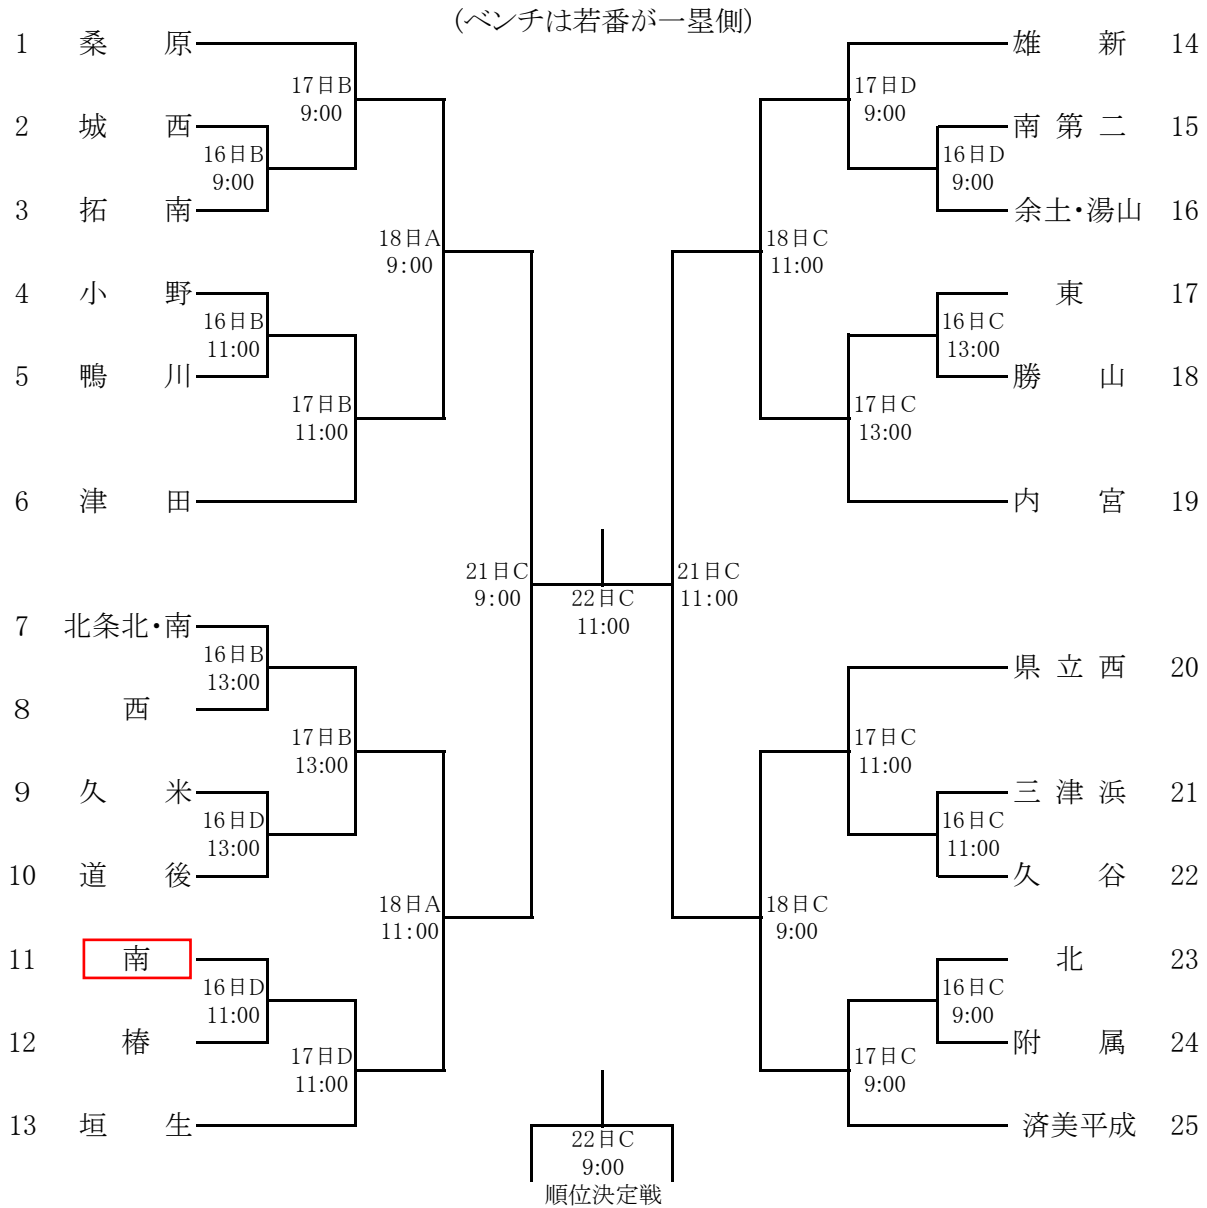 (ベンチは若番が一塁側)
1 桑 原
17日B
9:00
2 城 西
16日B
9:00
3 拓 南
18日A
9:00
4 小 野
16日B
11:00
5 鴨 川
17日B
11:00
6 津 田
21日C
9:00
7 北条北・南
16日B
13:00
8 西
17日B
13:00
9 久 米
16日D
13:00
10 道 後
18日A
11:00
11 南
16日D
11:00
12 椿
17日D
11:00
13 垣 生
22日C
11:00
22日C
9:00
順位決定戦
雄 新 14
17日D
9:00
南 第 二 15
16日D
9:00
余土・湯山 16
18日C
11:00
東 17
16日C
13:00
勝 山 18
17日C
13:00
内 宮 19
21日C
11:00
県 立 西 20
17日C
11:00
三 津 浜 21
16日C
11:00
久 谷 22
18日C
9:00
北 23
16日C
9:00
附 属 24
17日C
9:00
済美平成 25